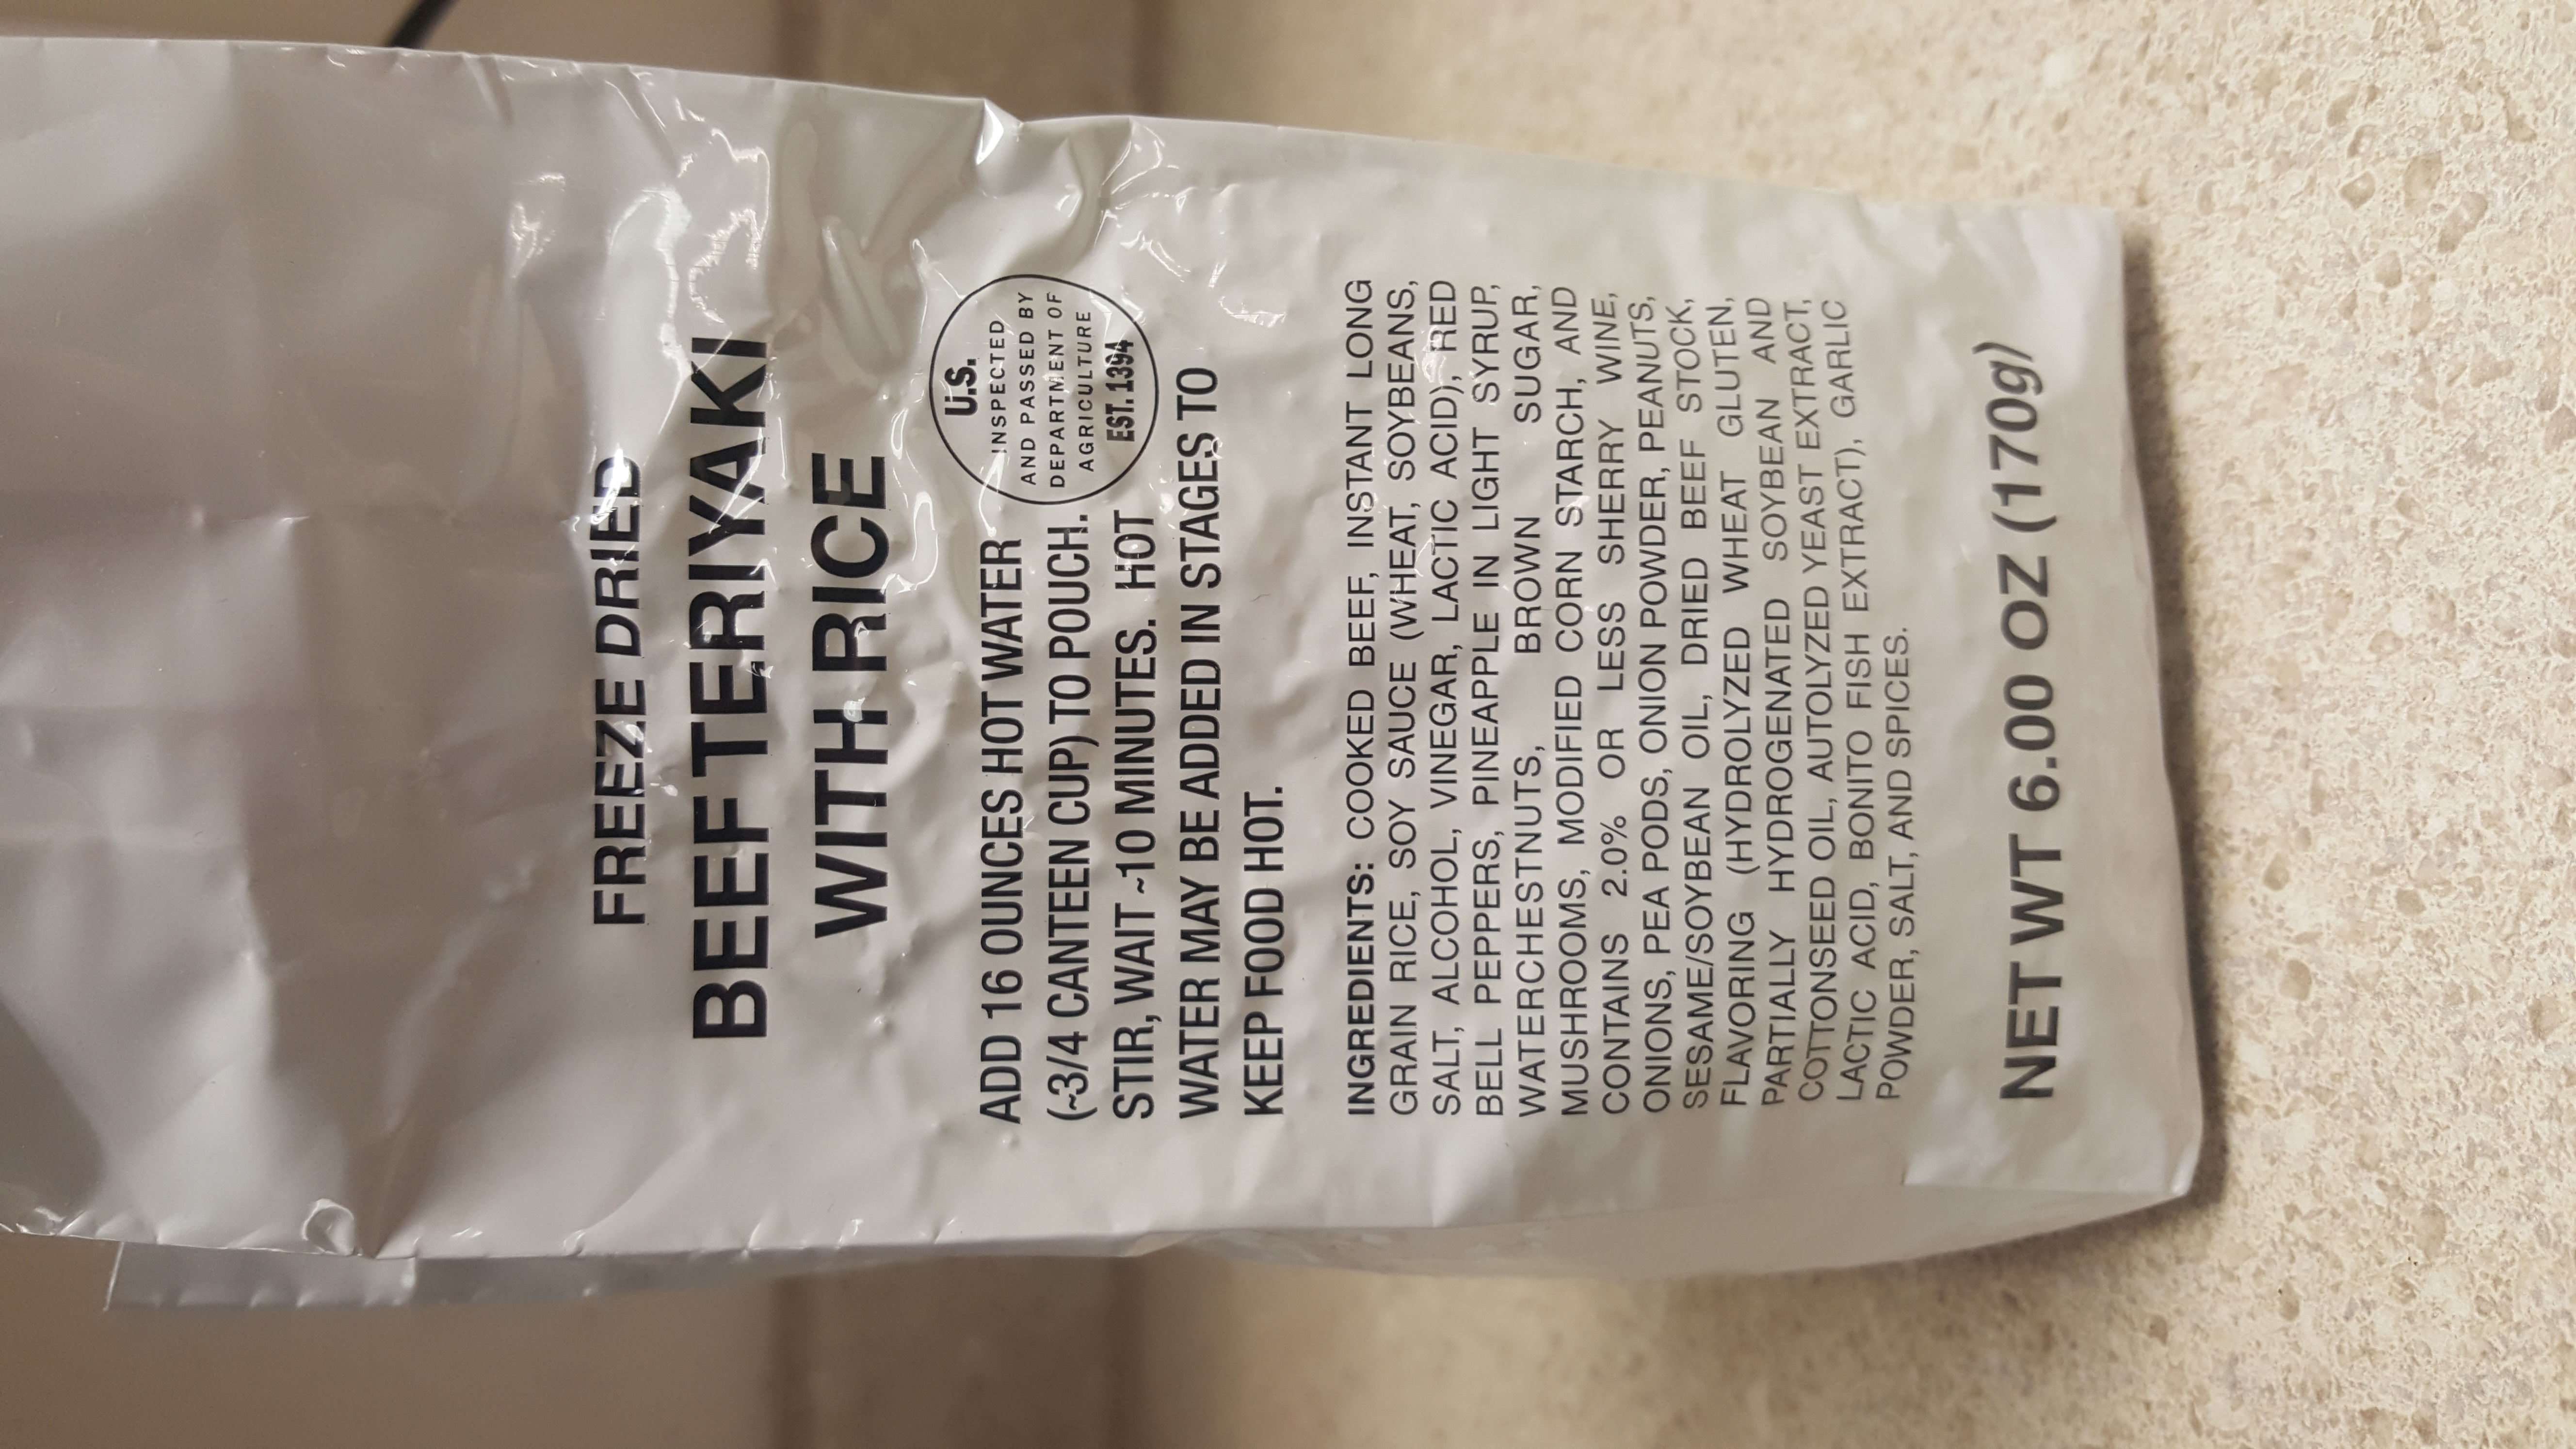 FREEZE DRIED
BEEF TERIYAKI
WITH RICE
U.S.
INSPECTED
AND PASSED BY
DEPARTMENT OF
AGRICULTURE
EST. 1394
ADD 16 OUNCES HOT WATER
(~3/4 CANTEEN CUP) TO POUCH.
STIR, WAIT ~10 MINUTES. HOT
WATER MAY BE ADDED IN STAGES TO
KEEP FOOD HOT.
INGREDIENTS: COOKED BEEF, INSTANT LONG
GRAIN RICE, SOY SAUCE (WHEAT, SOYBEANS,
SALT, ALCOHOL, VINEGAR, LACTIC ACID), RED
BELL PEPPERS, PINEAPPLE IN LIGHT SYRUP,
WATERCHESTNUTS, BROWN SUGAR,
MUSHROOMS, MODIFIED CORN STARCH, AND
CONTAINS 2.0% OR LESS SHERRY WINE,
ONIONS, PEA PODS, ONION POWDER, PEANUTS,
SESAME/SOYBEAN OIL, DRIED BEEF STOCK,
FLAVORING (HYDROLYZED WHEAT GLUTEN,
PARTIALLY HYDROGENATED SOYBEAN AND
COTTONSEED OIL, AUTOLYZED YEAST EXTRACT,
LACTIC ACID, BONITO FISH EXTRACT), GARLIC
POWDER, SALT, AND SPICES.
NET WT 6.00 OZ (170g)